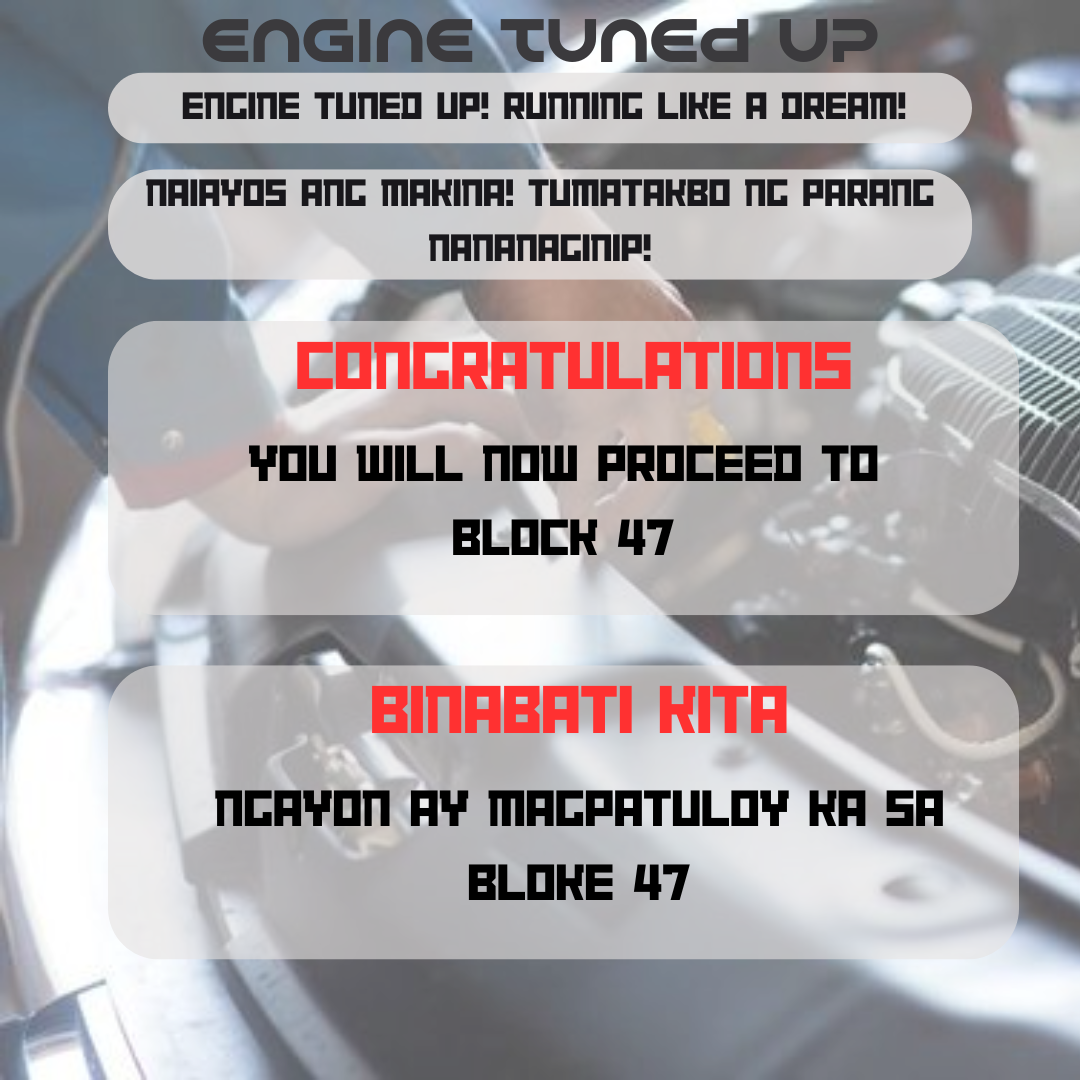 ENGINE TUNEd UP
ENGINE TUNED UP! RUNNING LIKE A DREAM!
NAIAYOS ANG MAKINA! TUMATAKBO NG PARANG
NANANAGINIP!
CONGRATULATIONS
YOU WILL NOW PROCEED TO
BLOCK 47
BINABATI KITA
NGAYON AY MAGPATULOY KA SA
BLOKE 47